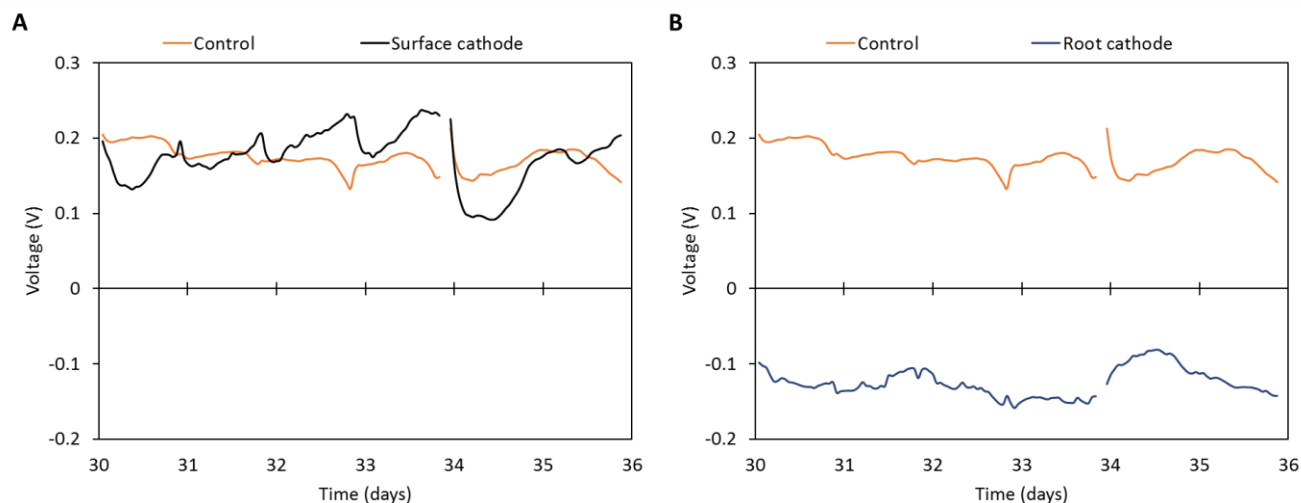 A
Control
Surface cathode
0.3
0.2
0.1
0
-0.1
-0.2
Voltage (V)
30 31 32 33 34 35 36
Time (days)
B
Control
Root cathode
0.3
0.2
0.1
0
-0.1
-0.2
Voltage (V)
30 31 32 33 34 35 36
Time (days)